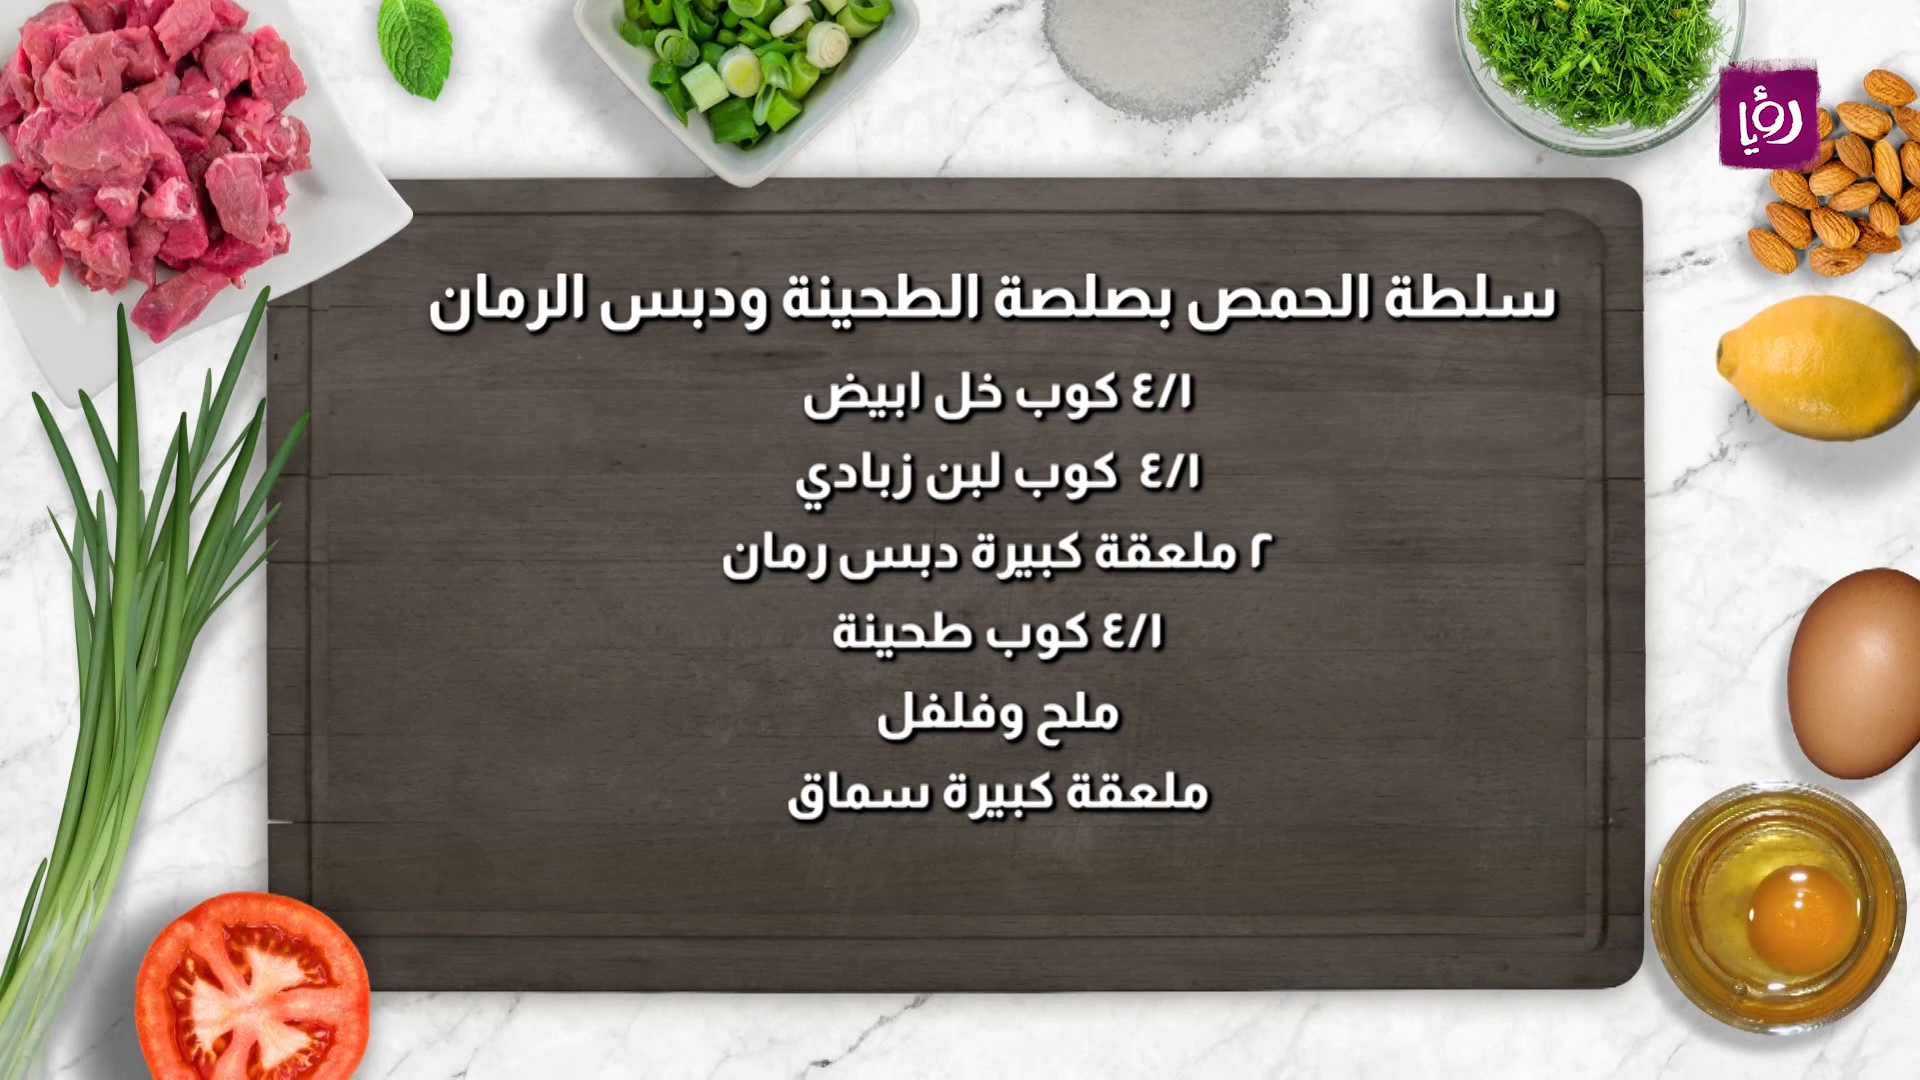 رؤيا
سلطة الحمص بصلصة الطحينة ودبس الرمان
٤/١ كوب خل ابيض
٤/١ كوب لبن زبادي
٢ ملعقة كبيرة دبس رمان
٤/١ كوب طحينة
ملح وفلفل
ملعقة كبيرة سماق